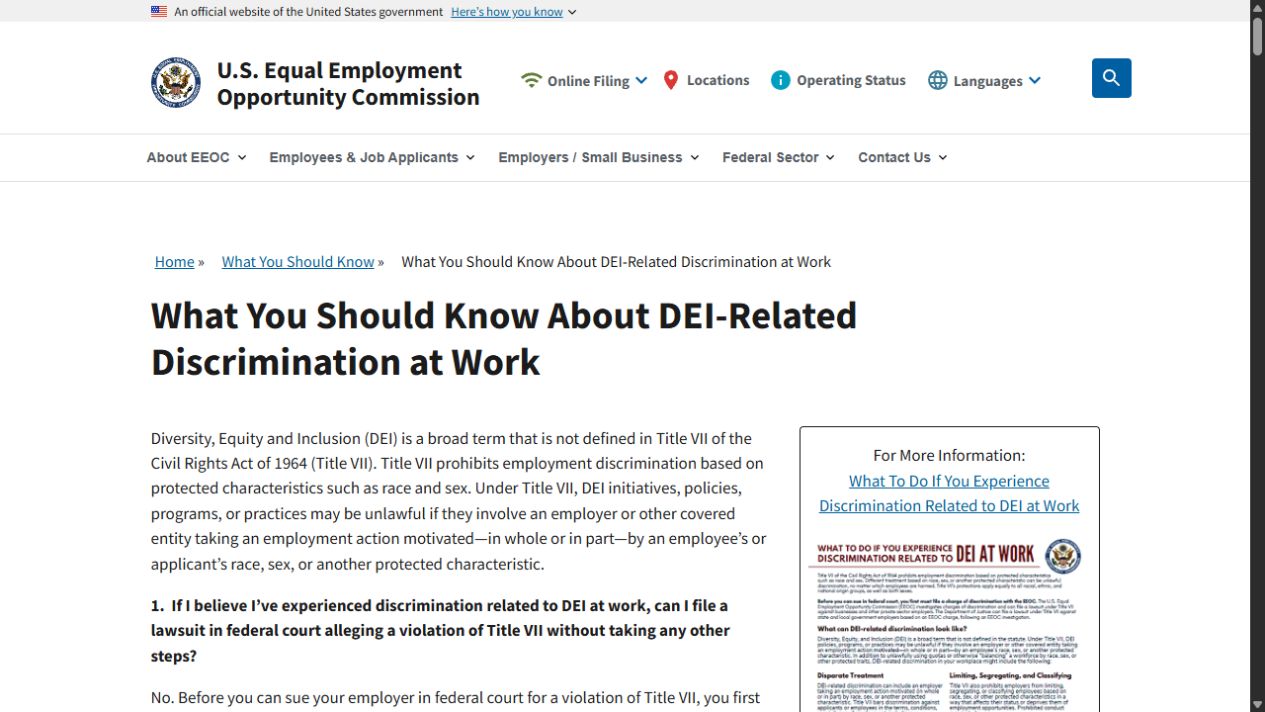 An official website of the United States government Here's how you know
U.S. Equal Employment
Opportunity Commission
Online Filing Locations Operating Status Languages
About EEOC Employees & Job Applicants Employers / Small Business Federal Sector Contact Us
Home » What You Should Know » What You Should Know About DEI-Related Discrimination at Work
What You Should Know About DEI-Related
Discrimination at Work
Diversity, Equity and Inclusion (DEI) is a broad term that is not defined in Title VII of the
Civil Rights Act of 1964 (Title VII). Title VII prohibits employment discrimination based on
protected characteristics such as race and sex. Under Title VII, DEI initiatives, policies,
programs, or practices may be unlawful if they involve an employer or other covered
entity taking an employment action motivated—in whole or in part—by an employee's or
applicant's race, sex, or another protected characteristic.
1. If I believe I've experienced discrimination related to DEI at work, can I file a
lawsuit in federal court alleging a violation of Title VII without taking any other
steps?
No. Before you can sue your employer in federal court for a violation of Title VII, you first
For More Information:
What To Do If You Experience
Discrimination Related to DEI at Work
WHAT TO DO IF YOU EXPERIENCE
DISCRIMINATION RELATED TO DEI AT WORK
What can DEI-related discrimination look like?
Disparate Treatment Limiting, Segregating, and Classifying